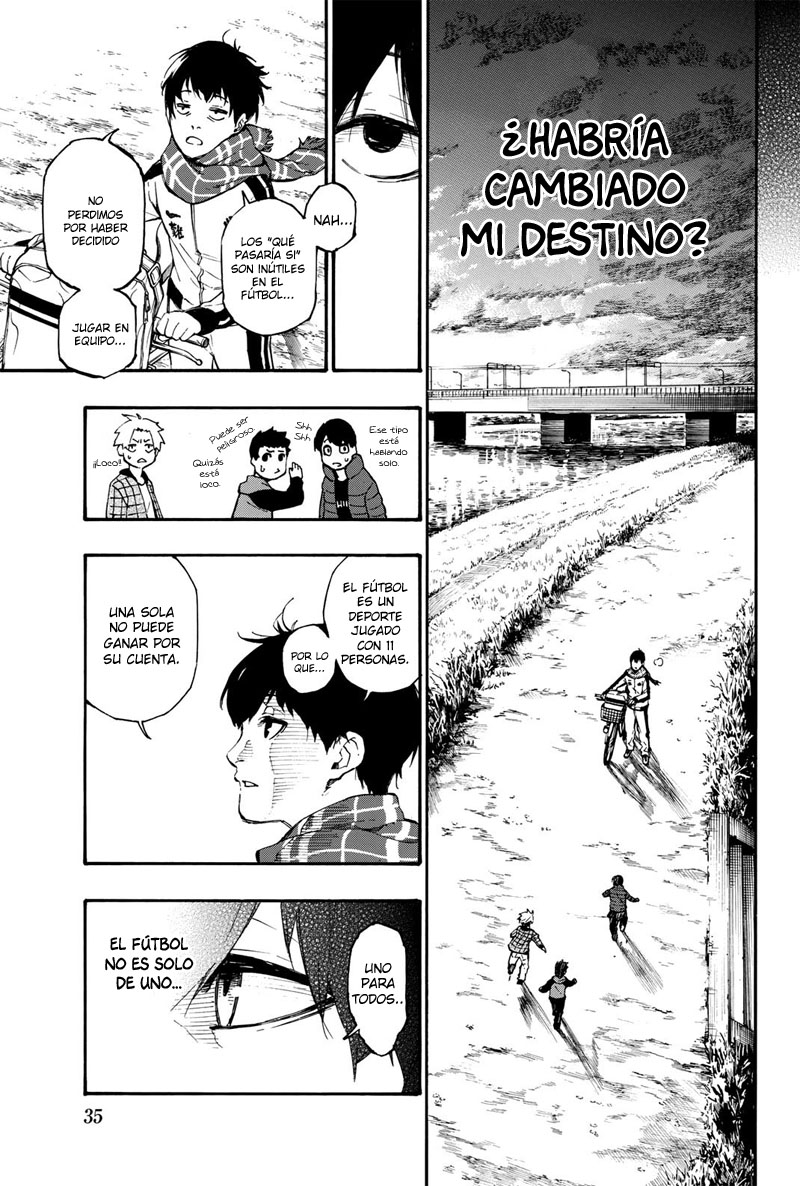 ¿HABRÍA
CAMBIADO
MI DESTINO?
NAH...
LOS "QUÉ
PASARÍA SI"
SON INÚTILES
EN EL
FÚTBOL...
NO
PERDIMOS
POR HABER
DECIDIDO
JUGAR EN
EQUIPO...
Ese tipo
está
hablando
solo.
Shh
Shh
Puede ser
peligroso.
Quizás
está
loco.
¡¡Loco!!
EL FÚTBOL
ES UN
DEPORTE
JUGADO
CON 11
PERSONAS.
POR LO
QUE...
UNA SOLA
NO PUEDE
GANAR POR
SU CUENTA.
UNO
PARA
TODOS..
EL FÚTBOL
NO ES SOLO
DE UNO...
35